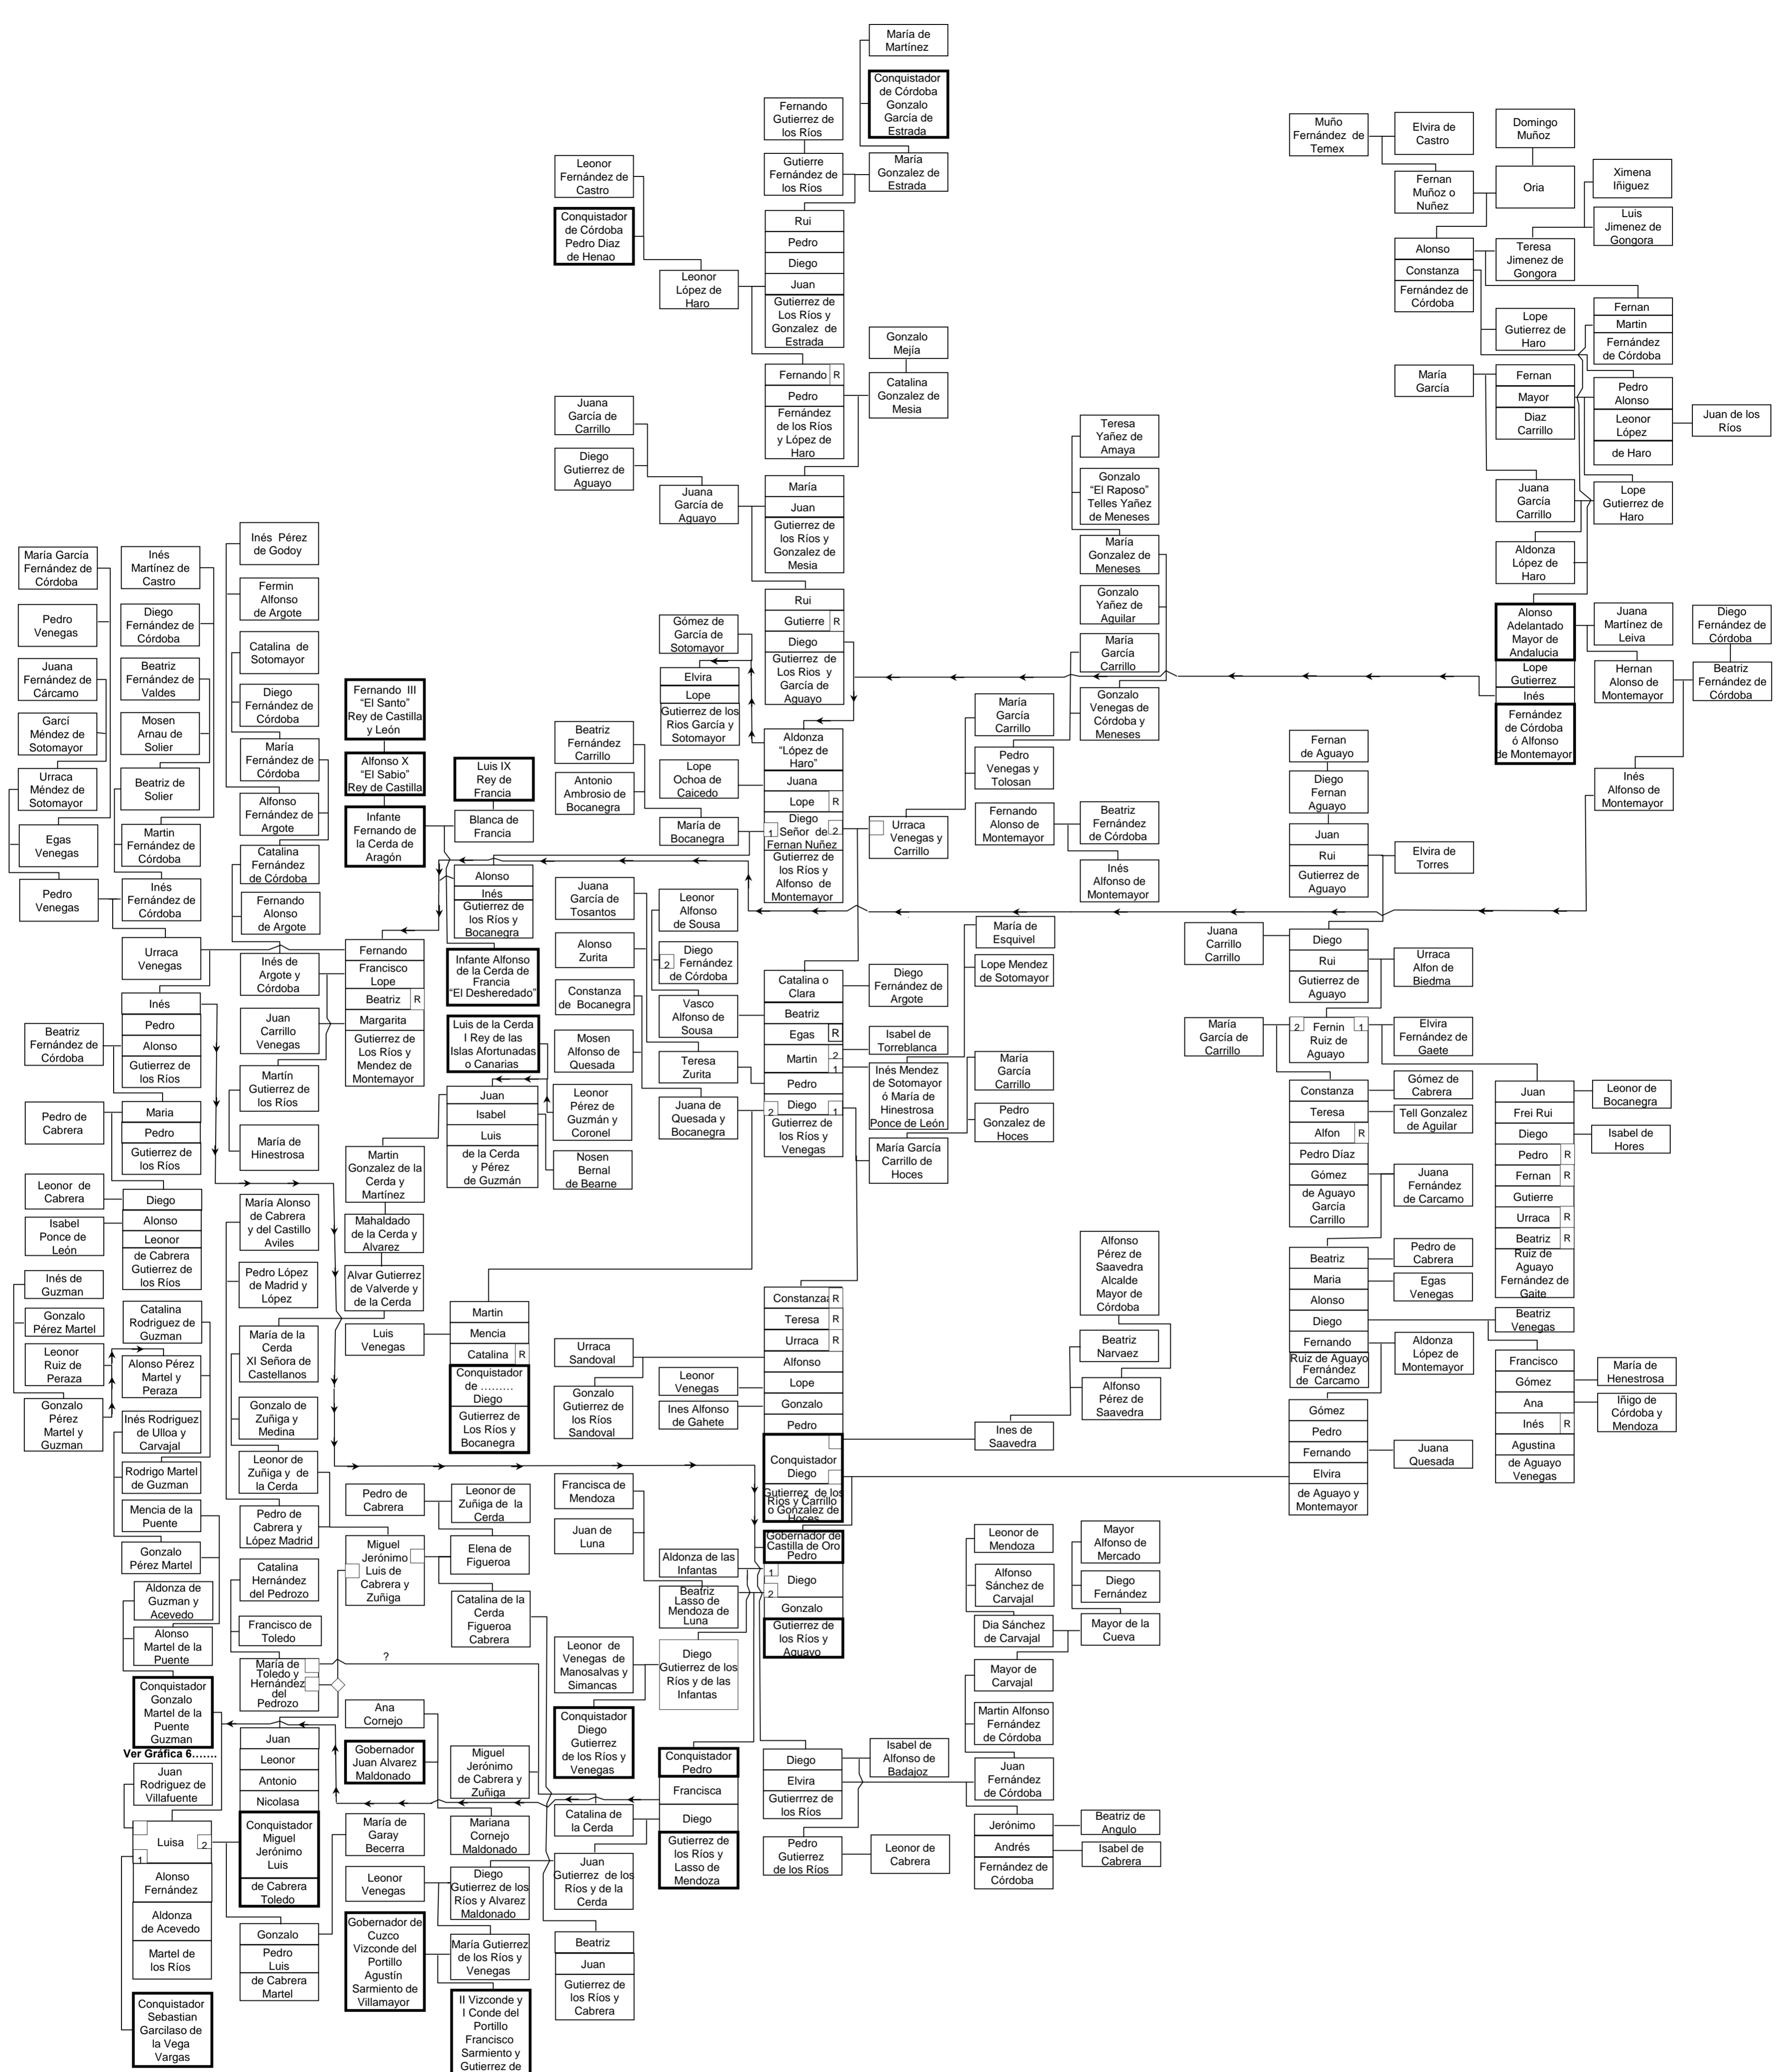 María de
Martínez
Conquistador
de Córdoba
Gonzalo
García de
Estrada
Fernando
Gutierrez de
los Ríos
Gutierre
Fernández de
los Ríos
María
Gonzalez de
Estrada
Leonor
Fernández de
Castro
Conquistador
de Córdoba
Pedro Diaz
de Henao
Leonor
López de
Haro
Rui
Pedro
Diego
Juan
Gutierrez de
Los Ríos y
Gonzalez de
Estrada
Muño
Fernández de
Temex
Elvira de
Castro
Domingo
Muñoz
Fernan
Muñoz o
Nuñez
Oria
Ximena
Iñiguez
Luis
Jimenez de
Gongora
Alonso
Constanza
Fernández de
Córdoba
Teresa
Jimenez de
Gongora
Lope
Gutierrez de
Haro
Fernan
Martin
Fernández
de Córdoba
María
García
Fernan
Mayor
Diaz
Carrillo
Pedro
Alonso
Leonor
López
de Haro
Juan de los
Ríos
Juana
García
Carrillo
Lope
Gutierrez de
Haro
Aldonza
López de
Haro
Gonzalo
Mejía
Fernando R
Pedro
Fernández
de los Ríos
y López de
Haro
Catalina
Gonzalez de
Mesia
Juana
García de
Carrillo
Diego
Gutierrez de
Aguayo
Juana
García de
Aguayo
María
Juan
Gutierrez de
los Ríos y
Gonzalez de
Mesia
Teresa
Yañez de
Amaya
Gonzalo
“El Raposo”
Telles Yañez
de Meneses
María
Gonzalez de
Meneses
Gonzalo
Yañez de
Aguilar
María
García
Carrillo
Gonzalo
Venegas de
Córdoba y
Meneses
Alonso
Adelantado
Mayor de
Andalucia
Lope
Gutierrez
Inés
Fernández
de Córdoba
ó Alfonso
de Montemayor
Juana
Martínez de
Leiva
Diego
Fernández de
Córdoba
Hernan
Alonso de
Montemayor
Beatriz
Fernández de
Córdoba
Inés
Alfonso de
Montemayor
María García
Fernández de
Córdoba
Inés
Martínez de
Castro
Inés Pérez
de Godoy
Fermin
Alfonso
de Argote
Pedro
Venegas
Diego
Fernández de
Córdoba
Catalina de
Sotomayor
Juana
Fernández de
Cárcamo
Beatriz
Fernández de
Valdes
Diego
Fernández de
Córdoba
Garcí
Méndez de
Sotomayor
Mosen
Arnau de
Solier
María
Fernández de
Córdoba
Urraca
Méndez de
Sotomayor
Beatriz de
Solier
Alfonso
Fernández de
Argote
Egas
Venegas
Martin
Fernández de
Córdoba
Catalina
Fernández
de Córdoba
Pedro
Venegas
Inés
Fernández de
Córdoba
Fernando
Alonso
de Argote
Urraca
Venegas
Inés de
Argote y
Córdoba
Fernando III
“El Santo”
Rey de Castilla
y León
Alfonso X
“El Sabio”
Rey de Castilla
Infante
Fernando de
la Cerda de
Aragón
Luis IX
Rey de
Francia
Blanca de
Francia
Rui
Gutierre R
Diego
Gutierrez de
Los Rios y
García de
Aguayo
Gómez de
García de
Sotomayor
Elvira
Lope
Gutierrez de los
Rios García y
Sotomayor
Beatriz
Fernández
Carrillo
Antonio
Ambrosio de
Bocanegra
Lope
Ochoa de
Caicedo
María de
Bocanegra
Aldonza
“López de
Haro”
Juana
Lope R
Diego
1 Señor de 2
Fernan Nuñez
Gutierrez de
los Ríos y
Alfonso de
Montemayor
Urraca
Venegas y
Carrillo
María
García
Carrillo
Pedro
Venegas y
Tolosan
Fernando
Alonso de
Montemayor
Beatriz
Fernández
de Córdoba
Inés
Alfonso de
Montemayor
Fernan
de Aguayo
Diego
Fernan
Aguayo
Juan
Rui
Gutierrez de
Aguayo
Elvira de
Torres
Juana
Carrillo
Diego
Rui
Gutierrez de
Aguayo
Urraca
Alfon de
Biedma
María
García de
Carrillo
2 Fernin 1
Ruiz de
Aguayo
Elvira
Fernández de
Gaete
Alonso
Inés
Gutierrez de
los Ríos y
Bocanegra
Infante Alfonso
de la Cerda de
Francia
“El Desheredado”
Luis de la Cerda
I Rey de las
Islas Afortunadas
o Canarias
Fernando
Francisco
Lope
Beatriz R
Margarita
Gutierrez de
Los Ríos y
Mendez de
Montemayor
Juan
Carrillo
Venegas
Martín
Gutierrez de
los Ríos
María de
Hinestrosa
Inés
Pedro
Alonso
Gutierrez de
los Ríos
Beatriz
Fernández de
Córdoba
Pedro de
Cabrera
Maria
Pedro
Gutierrez de
los Ríos
Leonor de
Cabrera
Isabel
Ponce de
León
Diego
Alonso
Leonor
de Cabrera
Gutierrez de
los Ríos
Juana
García de
Tosantos
Alonso
Zurita
Constanza
de Bocanegra
Mosen
Alfonso de
Quesada
Leonor
Alfonso
de Sousa
2 Diego
Fernández
de Córdoba
Vasco
Alfonso de
Sousa
Teresa
Zurita
Juana de
Quesada y
Bocanegra
Catalina o
Clara
Beatriz
Egas R
Martin 2
1
Pedro
2 Diego 1
Gutierrez de
los Ríos y
Venegas
Diego
Fernández de
Argote
Isabel de
Torreblanca
Inés Mendez
de Sotomayor
ó María de
Hinestrosa
Ponce de León
María García
Carrillo de
Hoces
María de
Esquivel
Lope Mendez
de Sotomayor
María
García
Carrillo
Pedro
Gonzalez de
Hoces
Juan
Isabel
Luis
de la Cerda
y Pérez
de Guzmán
Leonor
Pérez de
Guzmán y
Coronel
Nosen
Bernal
de Bearne
Martin
Gonzalez de la
Cerda y
Martínez
Mahaldado
de la Cerda y
Alvarez
Alvar Gutierrez
de Valverde y
de la Cerda
María Alonso
de Cabrera
y del Castillo
Aviles
Pedro López
de Madrid y
López
María de la
Cerda
XI Señora de
Castellanos
Gonzalo de
Zuñiga y
Medina
Leonor de
Zuñiga y de
la Cerda
Pedro de
Cabrera y
López Madrid
Constanza
Teresa
Alfon R
Pedro Díaz
Gómez
de Aguayo
García
Carrillo
Gómez de
Cabrera
Tell Gonzalez
de Aguilar
Juana
Fernández
de Carcamo
Juan
Frei Rui
Diego
Pedro R
Fernan R
Gutierre
Urraca R
Beatriz R
Ruiz de
Aguayo
Fernández de
Gaite
Leonor de
Bocanegra
Isabel de
Hores
Beatriz
Maria
Alonso
Diego
Fernando
Ruiz de Aguayo
Fernández
de Carcamo
Pedro de
Cabrera
Egas
Venegas
Beatriz
Venegas
Aldonza
López de
Montemayor
Francisco
Gómez
Ana
Inés R
Agustina
de Aguayo
Venegas
María de
Henestrosa
Iñigo de
Córdoba y
Mendoza
Gómez
Pedro
Fernando
Elvira
de Aguayo y
Montemayor
Juana
Quesada
Inés de
Guzman
Gonzalo
Pérez Martel
Leonor
Ruiz de
Peraza
Gonzalo
Pérez
Martel y
Guzman
Catalina
Rodriguez de
Guzman
Alonso Pérez
Martel y
Peraza
Inés Rodriguez
de Ulloa y
Carvajal
Rodrigo Martel
de Guzman
Mencia de la
Puente
Gonzalo
Pérez Martel
Aldonza de
Guzman y
Acevedo
Alonso
Martel de la
Puente
Conquistador
Gonzalo
Martel de la
Puente
Guzman
Ver Gráfica 6.......
Luis
Venegas
Martin
Mencia
Catalina R
Conquistador
de .........
Diego
Gutierrez de
Los Ríos y
Bocanegra
Urraca
Sandoval
Gonzalo
Gutierrez de
los Ríos
Sandoval
Leonor
Venegas
Ines Alfonso
de Gahete
Constanza R
Teresa R
Urraca R
Alfonso
Lope
Gonzalo
Pedro
Conquistador
Diego
Gutierrez de los
Ríos y Carrillo
o Gonzalez de
Hoces
Alfonso
Pérez de
Saavedra
Alcalde
Mayor de
Córdoba
Beatriz
Narvaez
Alfonso
Pérez de
Saavedra
Ines de
Saavedra
Pedro de
Cabrera
Leonor de
Zuñiga de la
Cerda
Miguel
Jerónimo
Luis de
Cabrera y
Zuñiga
Elena de
Figueroa
Catalina de la
Cerda
Figueroa
Cabrera
Catalina
Hernández
del Pedrozo
Francisco de
Toledo
María de
Toledo y
Hernández
del
Pedrozo
?
Francisca de
Mendoza
Juan de
Luna
Aldonza de las
Infantas
Beatriz
Lasso de
Mendoza de
Luna
Gobernador de
Castilla de Oro
Pedro
1
Diego
2
Gonzalo
Gutierrez de
los Ríos y
Aguayo
Leonor de
Venegas de
Manosalvas y
Simancas
Diego
Gutierrez de los
Ríos y de las
Infantas
Conquistador
Diego
Gutierrez
de los Ríos y
Venegas
Leonor de
Mendoza
Alfonso
Sánchez de
Carvajal
Dia Sánchez
de Carvajal
Mayor
Alfonso de
Mercado
Diego
Fernández
Mayor de la
Cueva
Mayor de
Carvajal
Martin Alfonso
Fernández
de Córdoba
Juan
Fernández
de Córdoba
Juan
Leonor
Antonio
Nicolasa
Conquistador
Miguel
Jerónimo
Luis
de Cabrera
Toledo
Ana
Cornejo
Gobernador
Juan Alvarez
Maldonado
Miguel
Jerónimo
de Cabrera y
Zuñiga
Mariana
Cornejo
Maldonado
Catalina de
la Cerda
Conquistador
Pedro
Francisca
Diego
Gutierrez de
los Ríos y
Lasso de
Mendoza
Diego
Elvira
Gutierrrez de
los Ríos
Isabel de
Alfonso de
Badajoz
Pedro
Gutierrez
de los Ríos
Leonor de
Cabrera
Jerónimo
Andrés
Fernández de
Córdoba
Beatriz de
Angulo
Isabel de
Cabrera
Juan
Rodriguez de
Villafuente
Luisa 2
1
Alonso
Fernández
Aldonza
de Acevedo
Martel de
los Ríos
Conquistador
Sebastian
Garcilaso de
la Vega
Vargas
María de
Garay
Becerra
Gonzalo
Pedro
Luis
de Cabrera
Martel
Leonor
Venegas
Diego
Gutierrez de los
Ríos y Alvarez
Maldonado
Juan
Gutierrez de los
Ríos y de la
Cerda
Gobernador de
Cuzco
Vizconde del
Portillo
Agustín
Sarmiento de
Villamayor
María Gutierrez
de los Ríos y
Venegas
II Vizconde y
I Conde del
Portillo
Francisco
Sarmiento y
Gutierrez de
Beatriz
Juan
Gutierrez de
los Ríos y
Cabrera